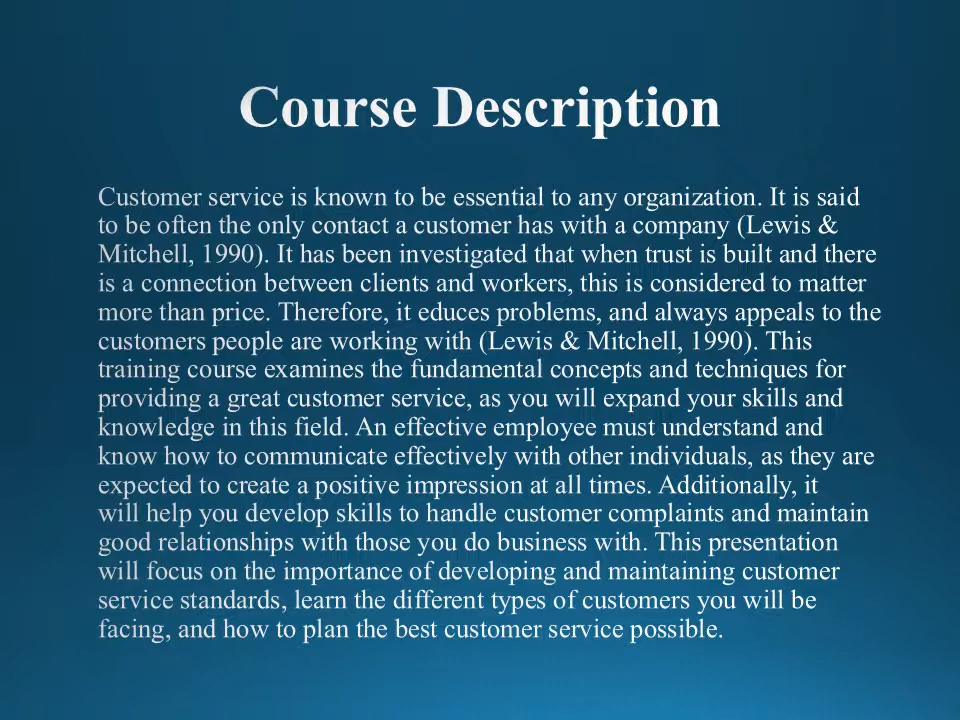 Course Description
Customer service is known to be essential to any organization. It is said
to be often the only contact a customer has with a company (Lewis &
Mitchell, 1990). It has been investigated that when trust is built and there
is a connection between clients and workers, this is considered to matter
more than price. Therefore, it educes problems, and always appeals to the
customers people are working with (Lewis & Mitchell, 1990). This
training course examines the fundamental concepts and techniques for
providing a great customer service, as you will expand your skills and
knowledge in this field. An effective employee must understand and
know how to communicate effectively with other individuals, as they are
expected to create a positive impression at all times. Additionally, it
will help you develop skills to handle customer complaints and maintain
good relationships with those you do business with. This presentation
will focus on the importance of developing and maintaining customer
service standards, learn the different types of customers you will be
facing, and how to plan the best customer service possible.